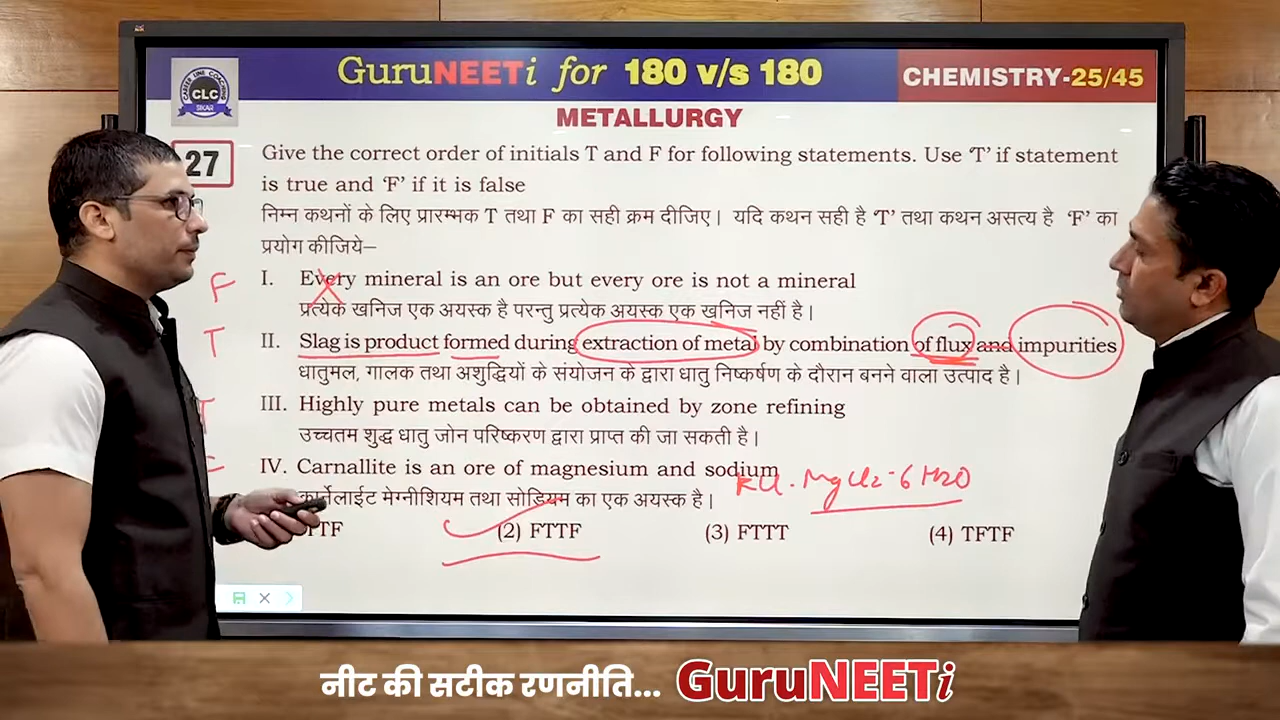 GuruNEETi for 180 v/s 180
CHEMISTRY-25/45
CLC
SIKAR
METALLURGY
27
Give the correct order of initials T and F for following statements. Use 'T' if statement
is true and 'F' if it is false
निम्न कथनों के लिए प्रारम्भक T तथा F का सही क्रम दीजिए। यदि कथन सही है 'T' तथा कथन असत्य है 'F' का
प्रयोग कीजिये–
F I. Every mineral is an ore but every ore is not a mineral
प्रत्येक खनिज एक अयस्क है परन्तु प्रत्येक अयस्क एक खनिज नहीं है।
T II. Slag is product formed during extraction of metal by combination of flux and impurities
धातुमल, गालक तथा अशुद्धियों के संयोजन के द्वारा धातु निष्कर्षण के दौरान बनने वाला उत्पाद है।
T III. Highly pure metals can be obtained by zone refining
उच्चतम शुद्ध धातु जोन परिष्करण द्वारा प्राप्त की जा सकती है।
IV. Carnallite is an ore of magnesium and sodium
KCl. MgCl2-6H2O
कार्नेलाईट मेग्नीशियम तथा सोडियम का एक अयस्क है।
(2) FTTF (3) FTTT (4) TFTF
नीट की सटीक रणनीति... GuruNEETi